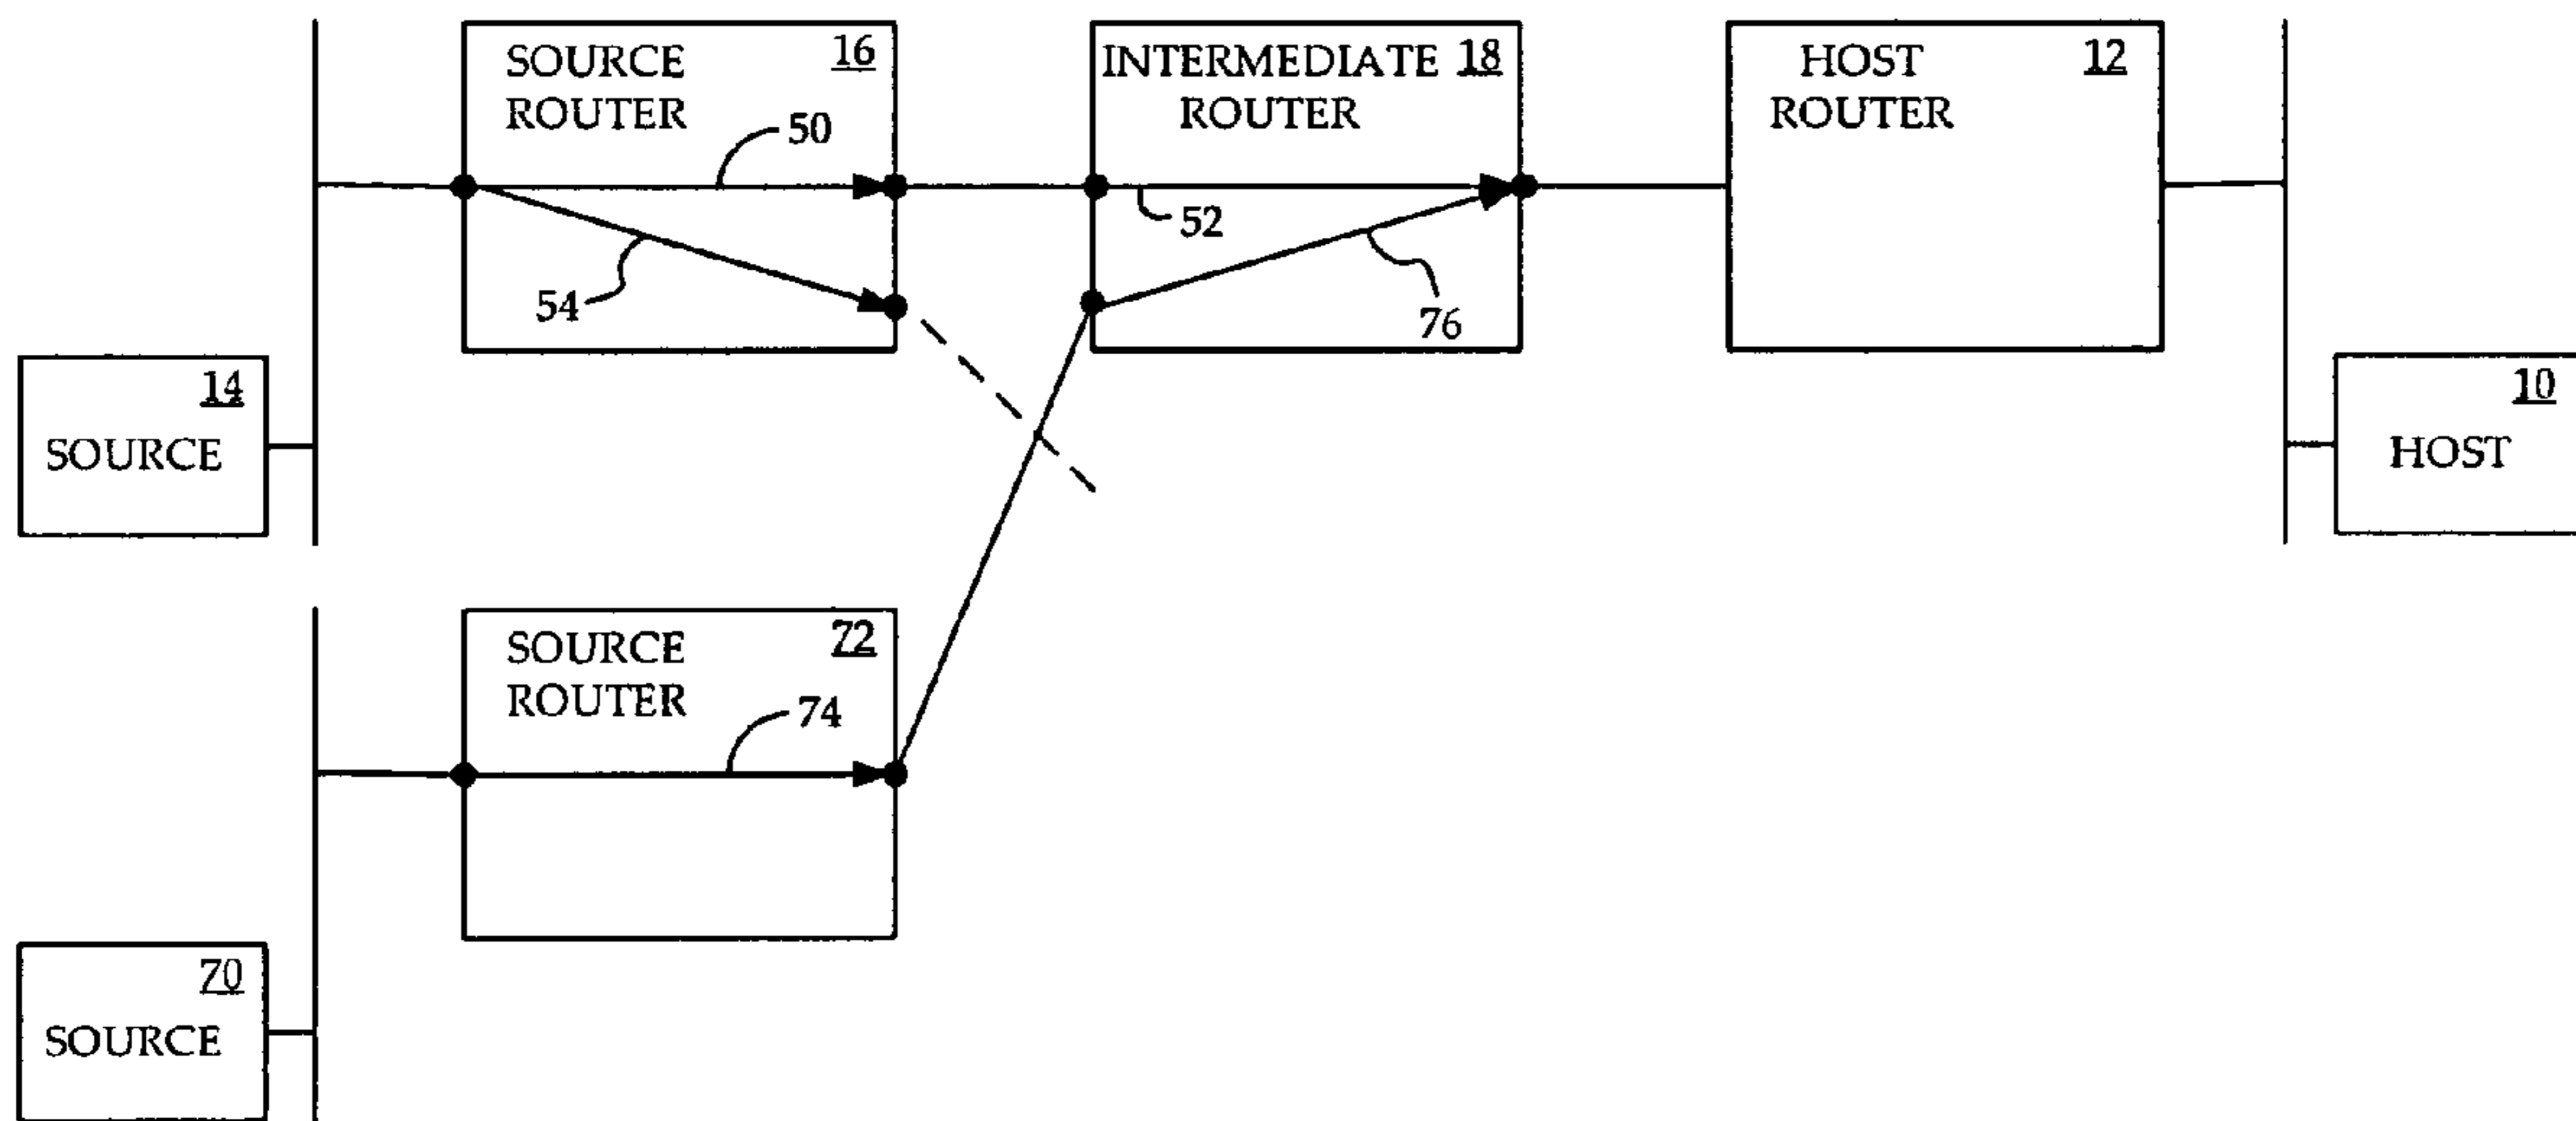 SOURCE 16
ROUTER
50
54
INTERMEDIATE 18
ROUTER
52
76
HOST 12
ROUTER
14
SOURCE
10
HOST
SOURCE 72
ROUTER
74
70
SOURCE